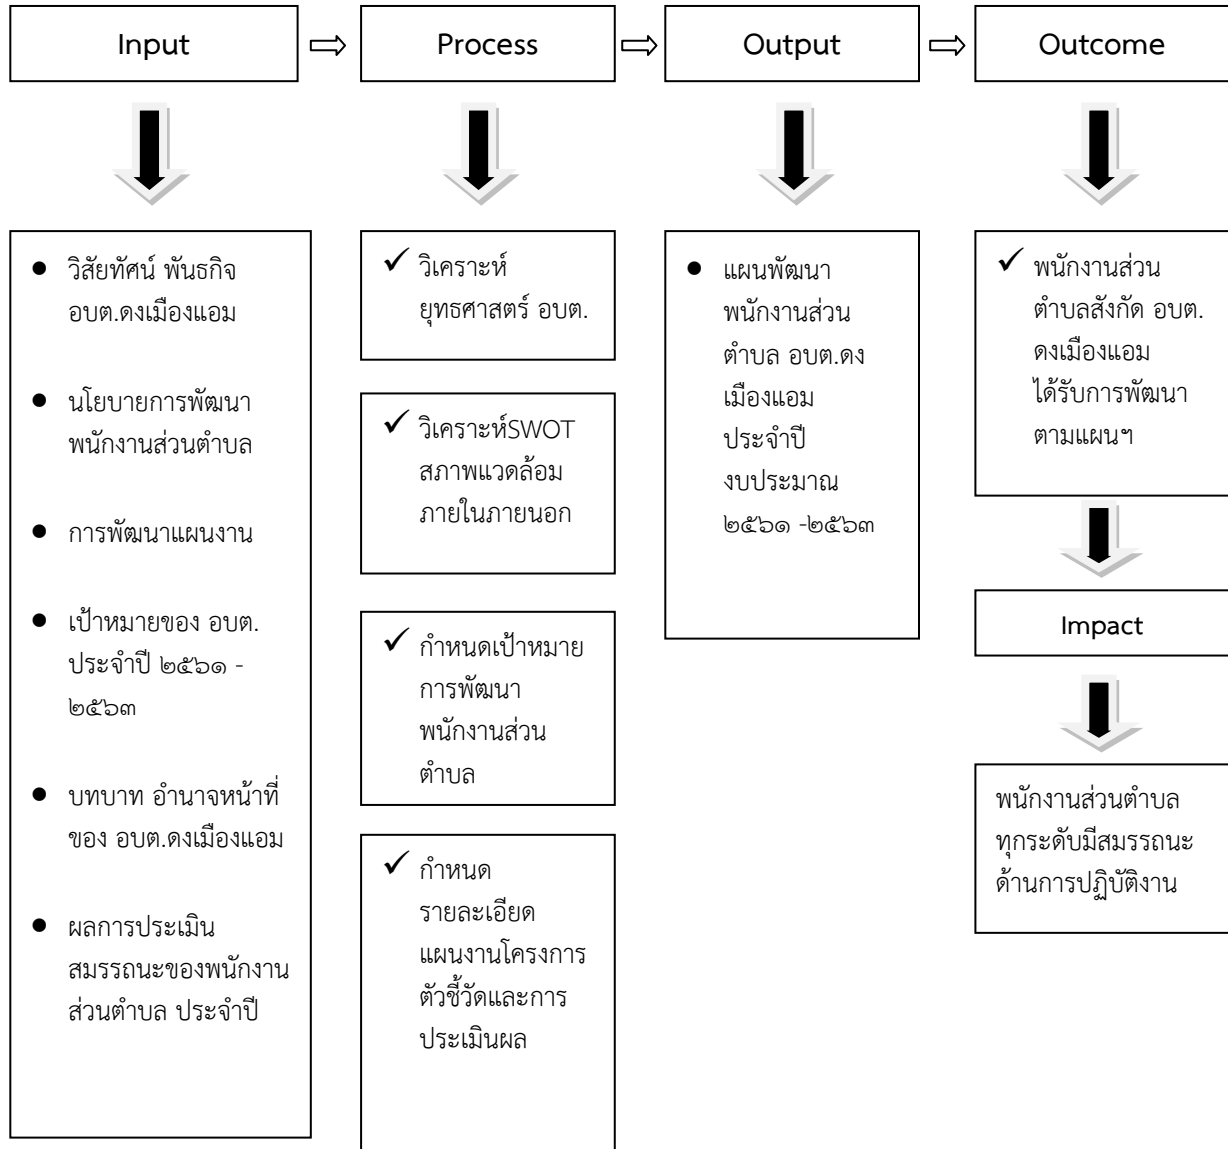 Input
Process
Output
Outcome
● วิสัยทัศน์ พันธกิจ
อบต.ดงเมืองแอม
● นโยบายการพัฒนา
พนักงานส่วนตำบล
● การพัฒนาแผนงาน
● เป้าหมายของ อบต.
ประจำปี ๒๕๖๑ -
๒๕๖๓
● บทบาท อำนาจหน้าที่
ของ อบต.ดงเมืองแอม
● ผลการประเมิน
สมรรถนะของพนักงาน
ส่วนตำบล ประจำปี
✓ วิเคราะห์
ยุทธศาสตร์ อบต.
✓ วิเคราะห์SWOT
สภาพแวดล้อม
ภายในภายนอก
✓ กำหนดเป้าหมาย
การพัฒนา
พนักงานส่วน
ตำบล
✓ กำหนด
รายละเอียด
แผนงานโครงการ
ตัวชี้วัดและการ
ประเมินผล
● แผนพัฒนา
พนักงานส่วน
ตำบล อบต.ดง
เมืองแอม
ประจำปี
งบประมาณ
๒๕๖๑ -๒๕๖๓
✓ พนักงานส่วน
ตำบลสังกัด อบต.
ดงเมืองแอม
ได้รับการพัฒนา
ตามแผนฯ
Impact
พนักงานส่วนตำบล
ทุกระดับมีสมรรถนะ
ด้านการปฏิบัติงาน